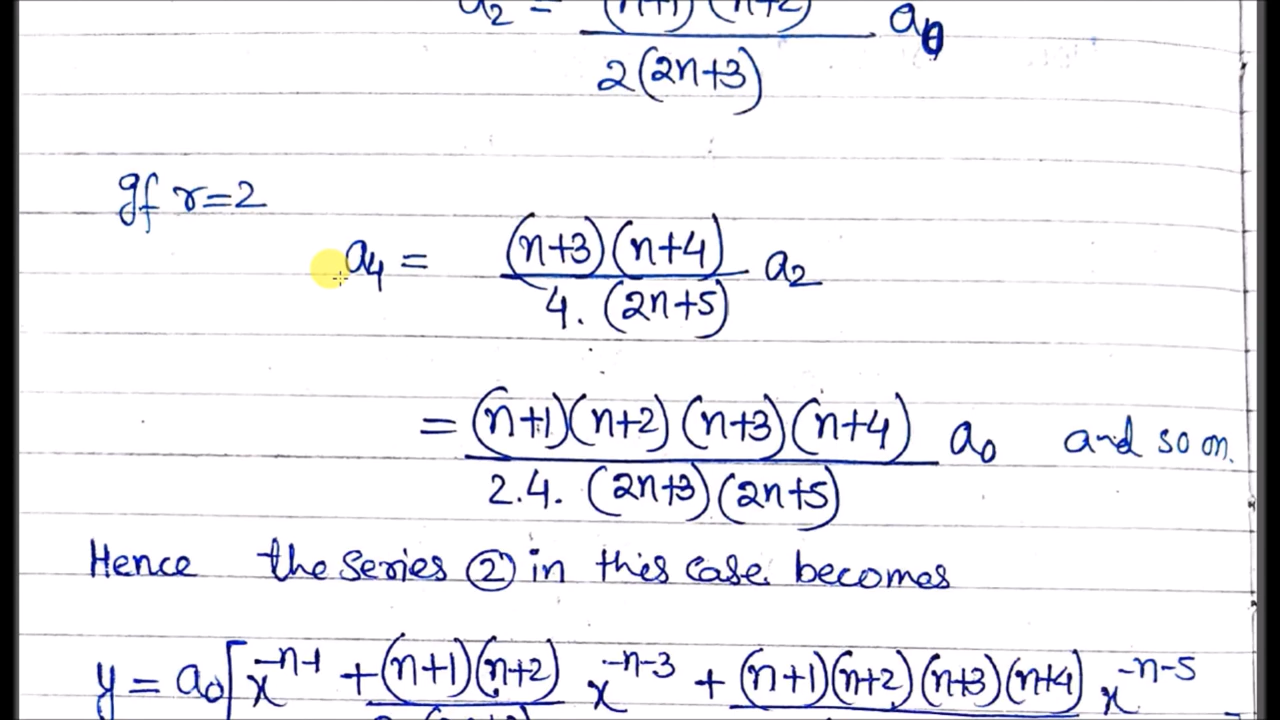 a₂ = (n+1)(n+2) / 2(2n+3) a₀
If r=2
a₄ = (n+3)(n+4) / 4.(2n+5) a₂
= (n+1)(n+2)(n+3)(n+4) / 2.4.(2n+3)(2n+5) a₀ and so on.
Hence the series ② in this case becomes
y = a₀[x^{-n-1} + (n+1)(n+2) x^{-n-3} + (n+1)(n+2)(n+3)(n+4) x^{-n-5}